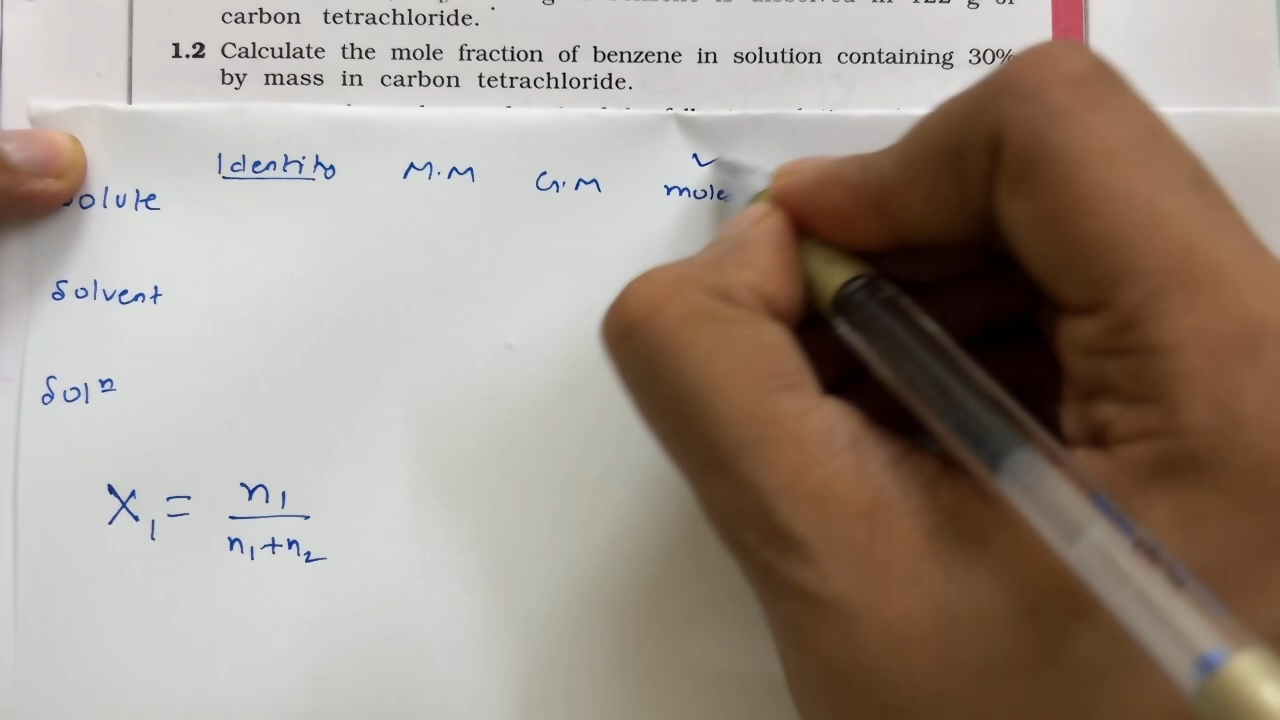 carbon tetrachloride.
1.2 Calculate the mole fraction of benzene in solution containing 30%
by mass in carbon tetrachloride.
Identity M.M G.M mole
olute
Solvent
Solⁿ
X₁ = n₁
n₁+n₂